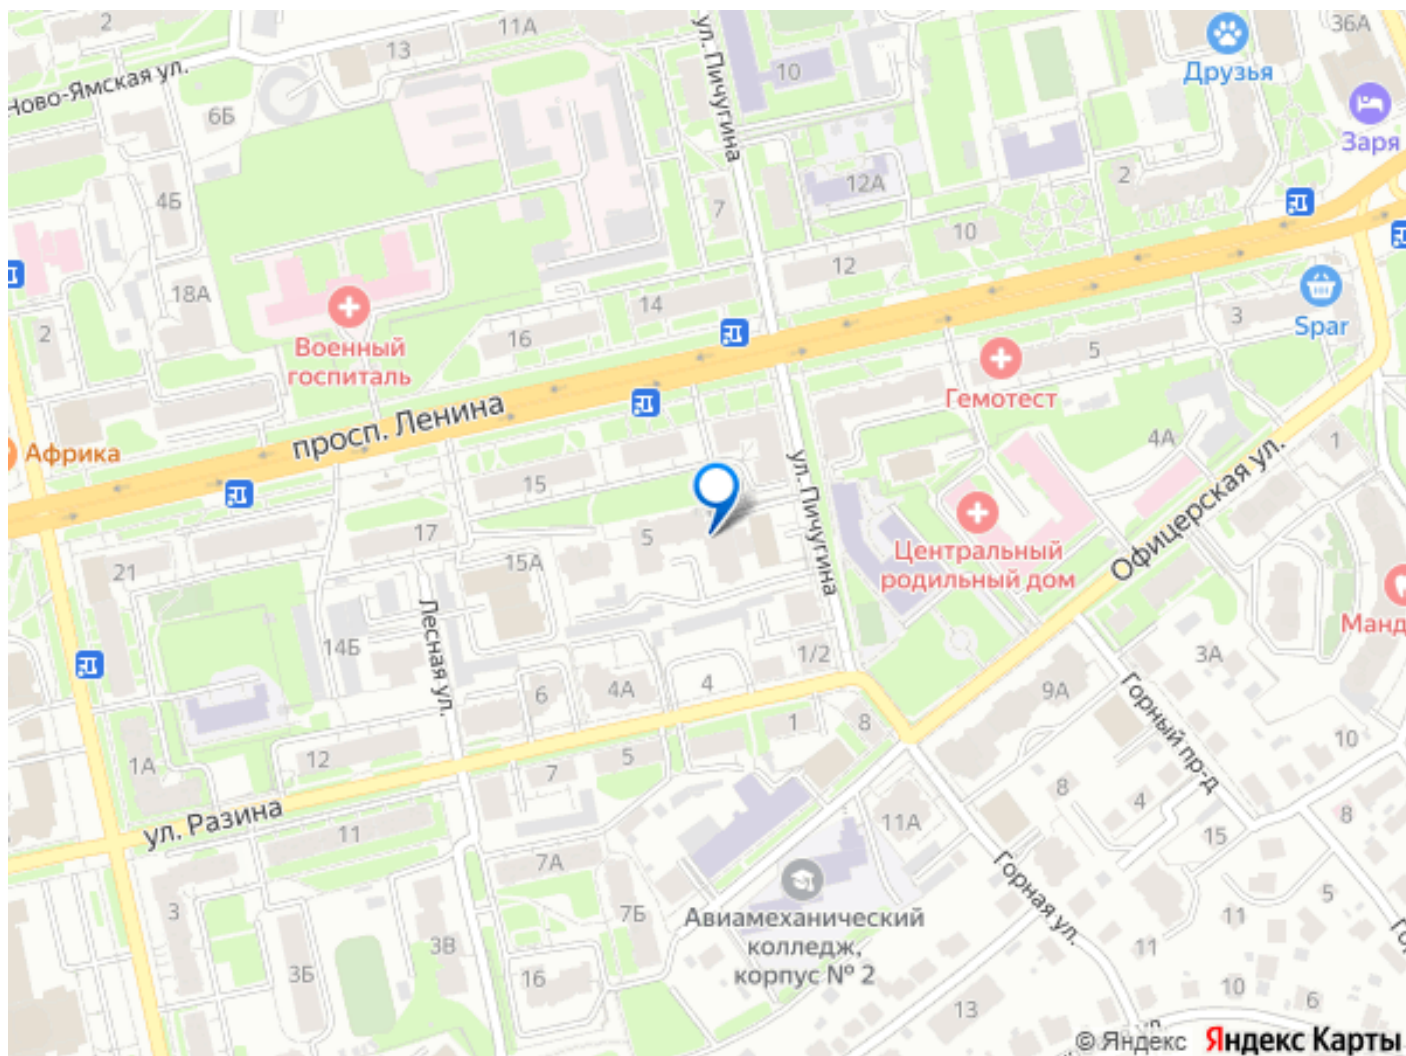 2
13
11А
ул. Пичугина
10
Друзья
36А
Заря
Ново-Ямская ул.
6Б
4Б
7
12А
2
10
12
18А
2
14
16
Военный
госпиталь
3
Spar
5
Гемотест
просп. Ленина
Африка
15
17
5
15А
21
ул. Пичугина
4А
1
Центральный
родильный дом
Офицерская ул.
Манд
Лесная ул.
14Б
1/2
3А
6
4А
4
9А
Горный пр-д
1
8
10
1А
12
7
5
8
4
15
8
ул. Разина
11
11А
7А
Горная ул.
5
3
7Б
3В
3Б
16
Авиамеханический
колледж,
корпус № 2
11
11
13
10
6
© Яндекс Яндекс Карты